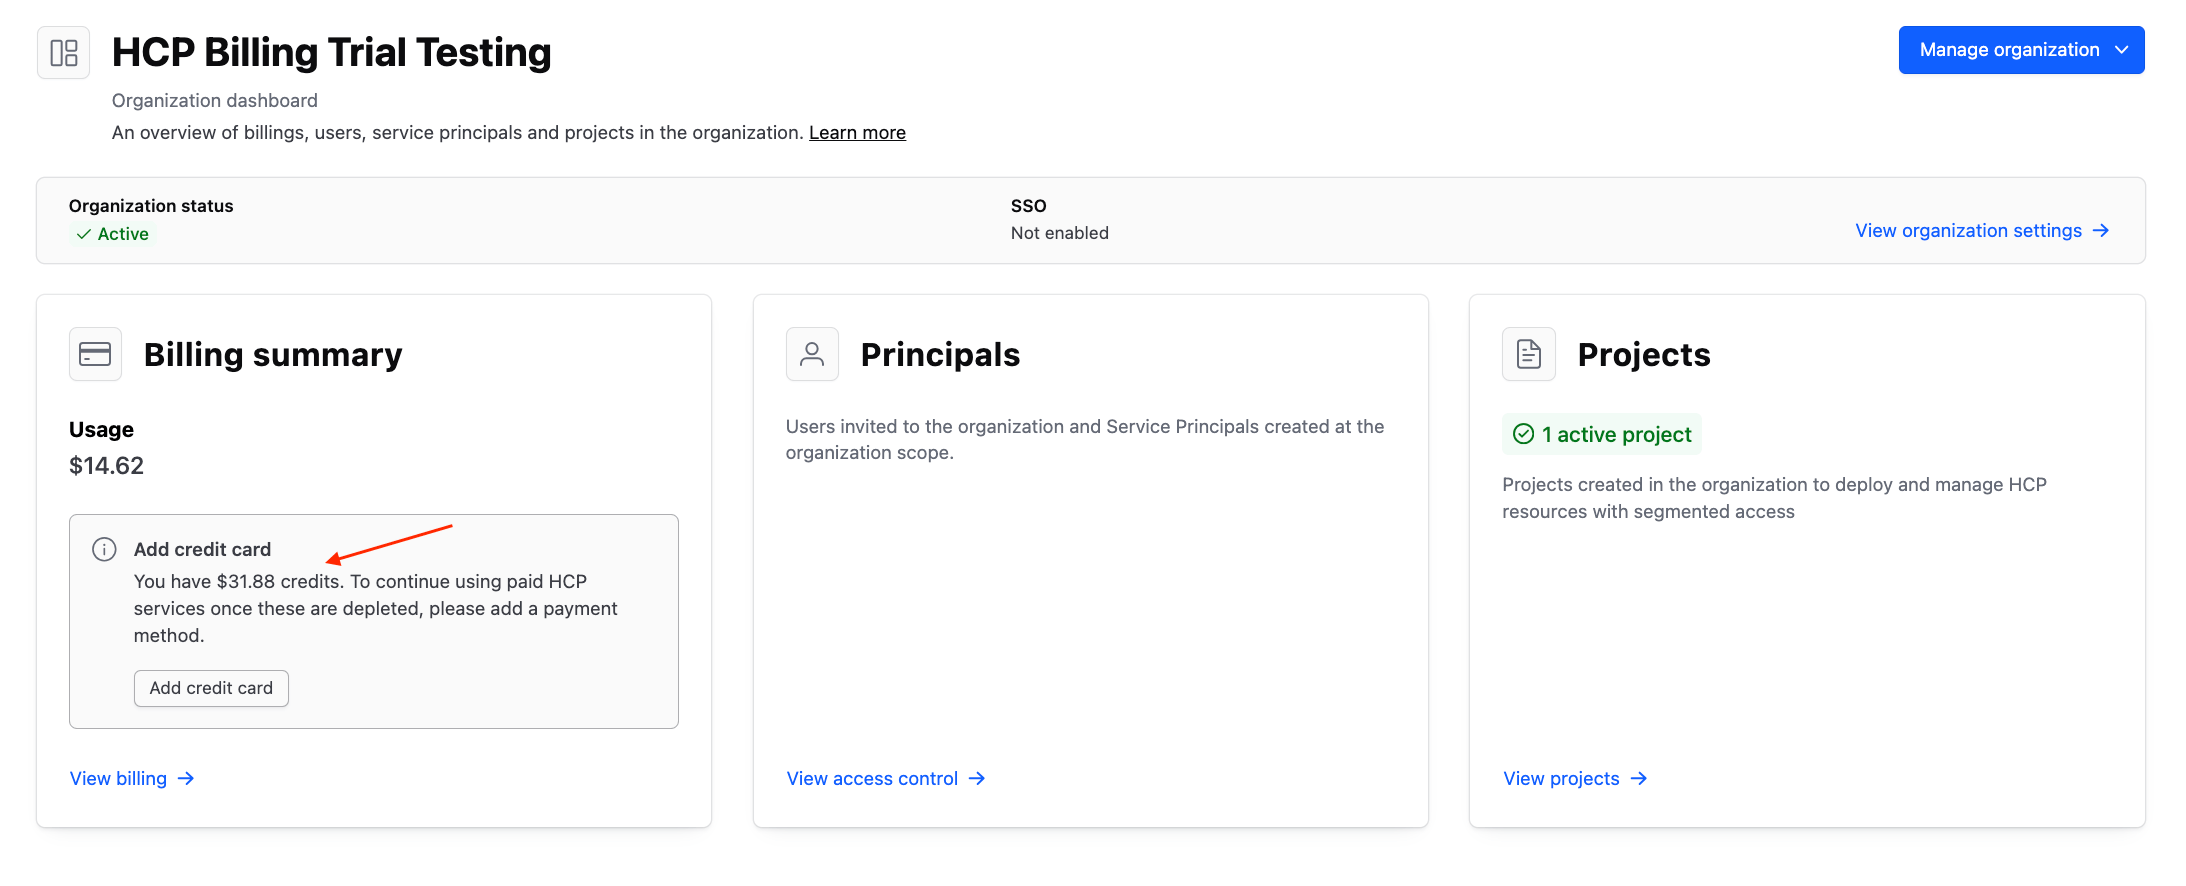 HCP Billing Trial Testing
Manage organization
Organization dashboard
An overview of billings, users, service principals and projects in the organization. Learn more
Organization status
Active
SSO
Not enabled
View organization settings
Billing summary
Usage
$14.62
Add credit card
You have $31.88 credits. To continue using paid HCP
services once these are depleted, please add a payment
method.
Add credit card
View billing
Principals
Users invited to the organization and Service Principals created at the
organization scope.
View access control
Projects
1 active project
Projects created in the organization to deploy and manage HCP
resources with segmented access
View projects